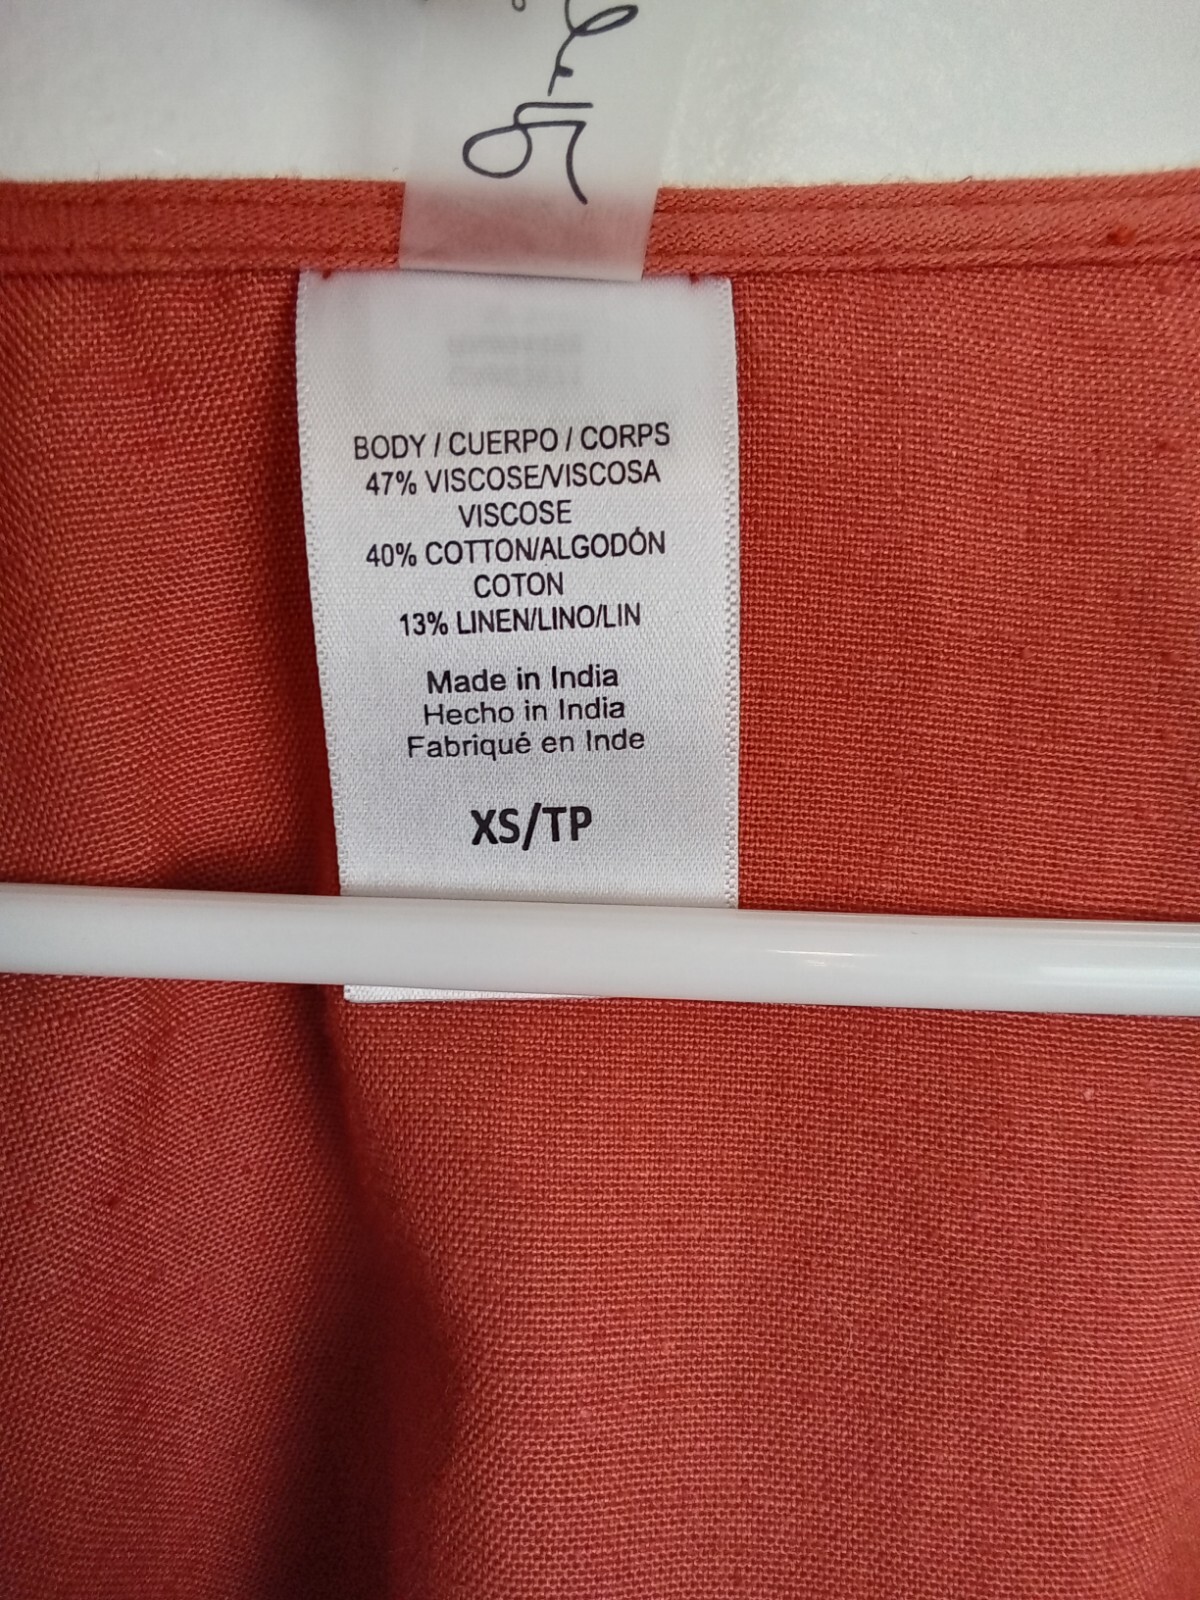 BODY / CUERPO / CORPS
47% VISCOSE/VISCOSA
VISCOSE
40% COTTON/ALGODÓN
COTON
13% LINEN/LINO/LIN
Made in India
Hecho in India
Fabriqué en Inde
XS/TP